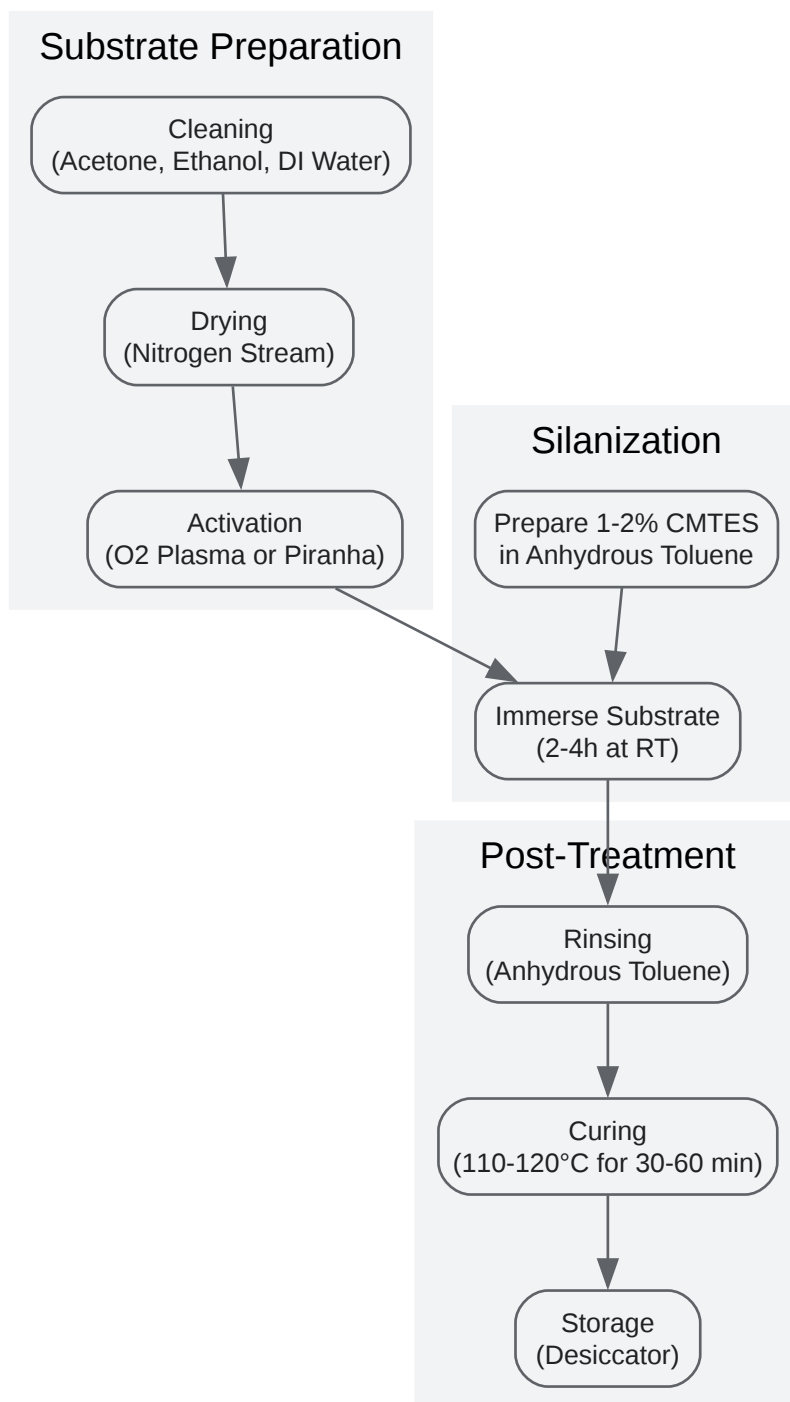 Substrate Preparation
Cleaning
(Acetone, Ethanol, DI Water)
Drying
(Nitrogen Stream)
Activation
(O2 Plasma or Piranha)
Silanization
Prepare 1-2% CMTES
in Anhydrous Toluene
Immerse Substrate
(2-4h at RT)
Post-Treatment
Rinsing
(Anhydrous Toluene)
Curing
(110-120°C for 30-60 min)
Storage
(Desiccator)